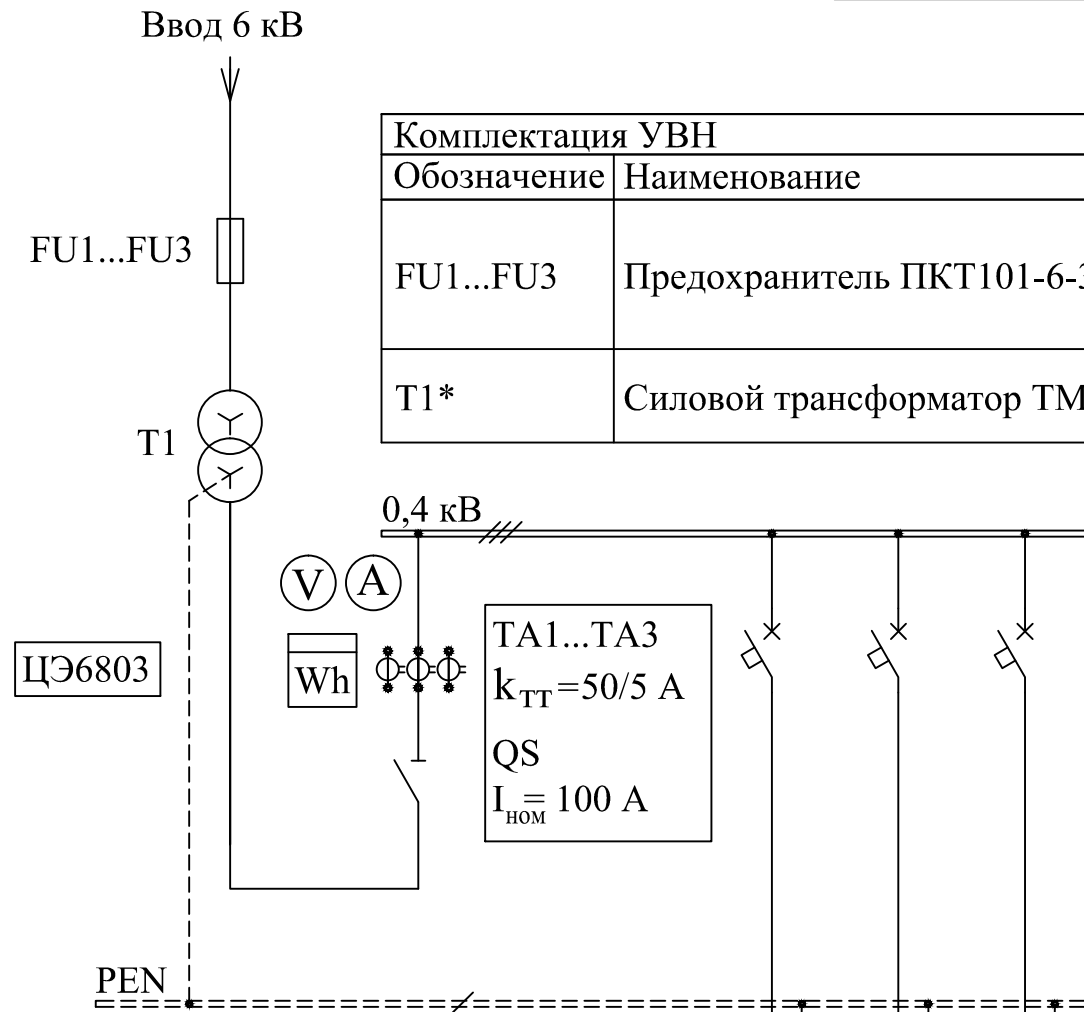 Ввод 6 кВ
Комплектация УВН
Обозначение Наименование
FU1...FU3
FU1...FU3 Предохранитель ПКТ101-6-3
T1* Силовой трансформатор ТМ
T1
0,4 кВ
V A
TA1...TA3
kТТ=50/5 А
QS
Iном= 100 А
ЦЭ6803
Wh
PEN